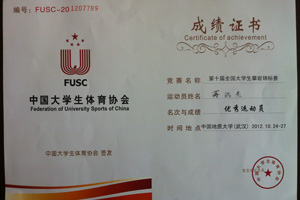 编号:FUSC-201207789
FUSC
中国大学生体育协会
Federation of University Sports of China
中国大学生体育协会 签发
成绩证书
Certificate of achievement
竞赛名称 第十届全国大学生攀岩锦标赛
运动员姓名
名次与成绩 优秀运动员
时间地点 中国地质大学(武汉) 2012.10.24-27